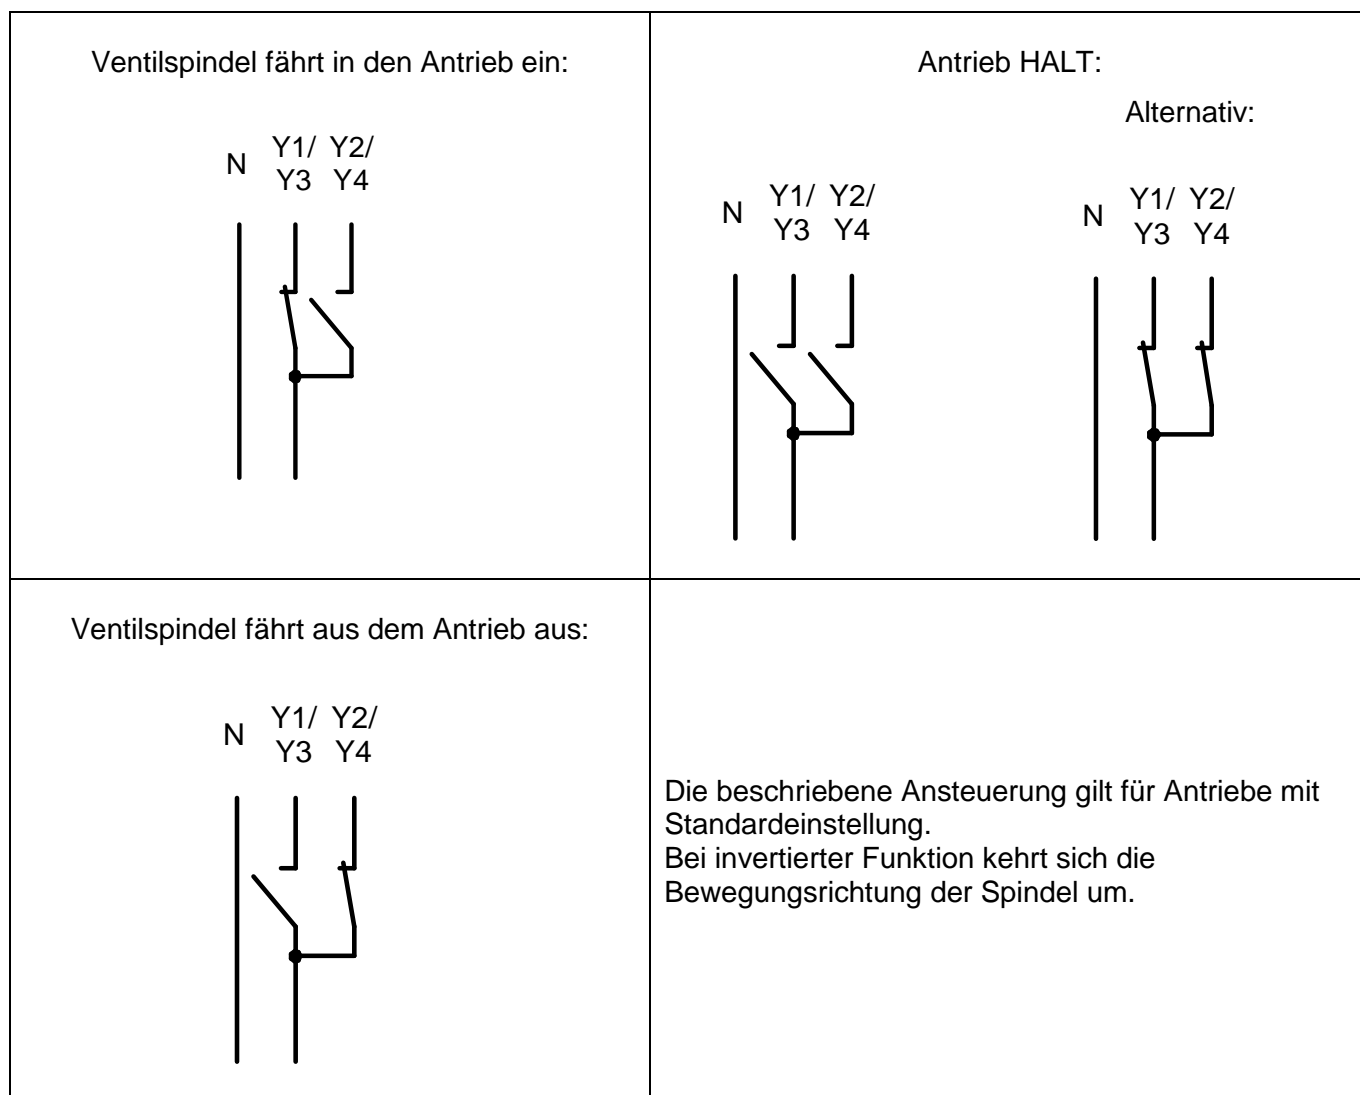 Ventilspindel fährt in den Antrieb ein:
N Y1/ Y2/
Y3 Y4
Antrieb HALT:
Alternativ:
N Y1/ Y2/
Y3 Y4
N Y1/ Y2/
Y3 Y4
Ventilspindel fährt aus dem Antrieb aus:
N Y1/ Y2/
Y3 Y4
Die beschriebene Ansteuerung gilt für Antriebe mit
Standardeinstellung.
Bei invertierter Funktion kehrt sich die
Bewegungsrichtung der Spindel um.